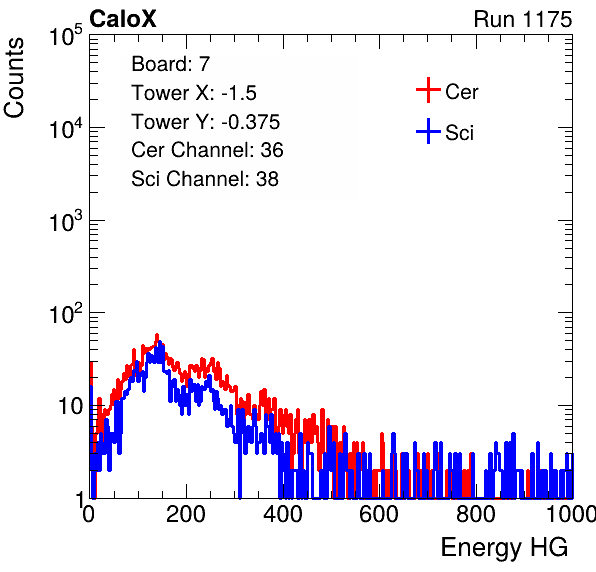 CaloX Run 1175
Counts
10^5
10^4
10^3
10^2
10
1
Board: 7
Tower X: -1.5
Tower Y: -0.375
Cer Channel: 36
Sci Channel: 38
Cer
Sci
0 200 400 600 800 1000
Energy HG